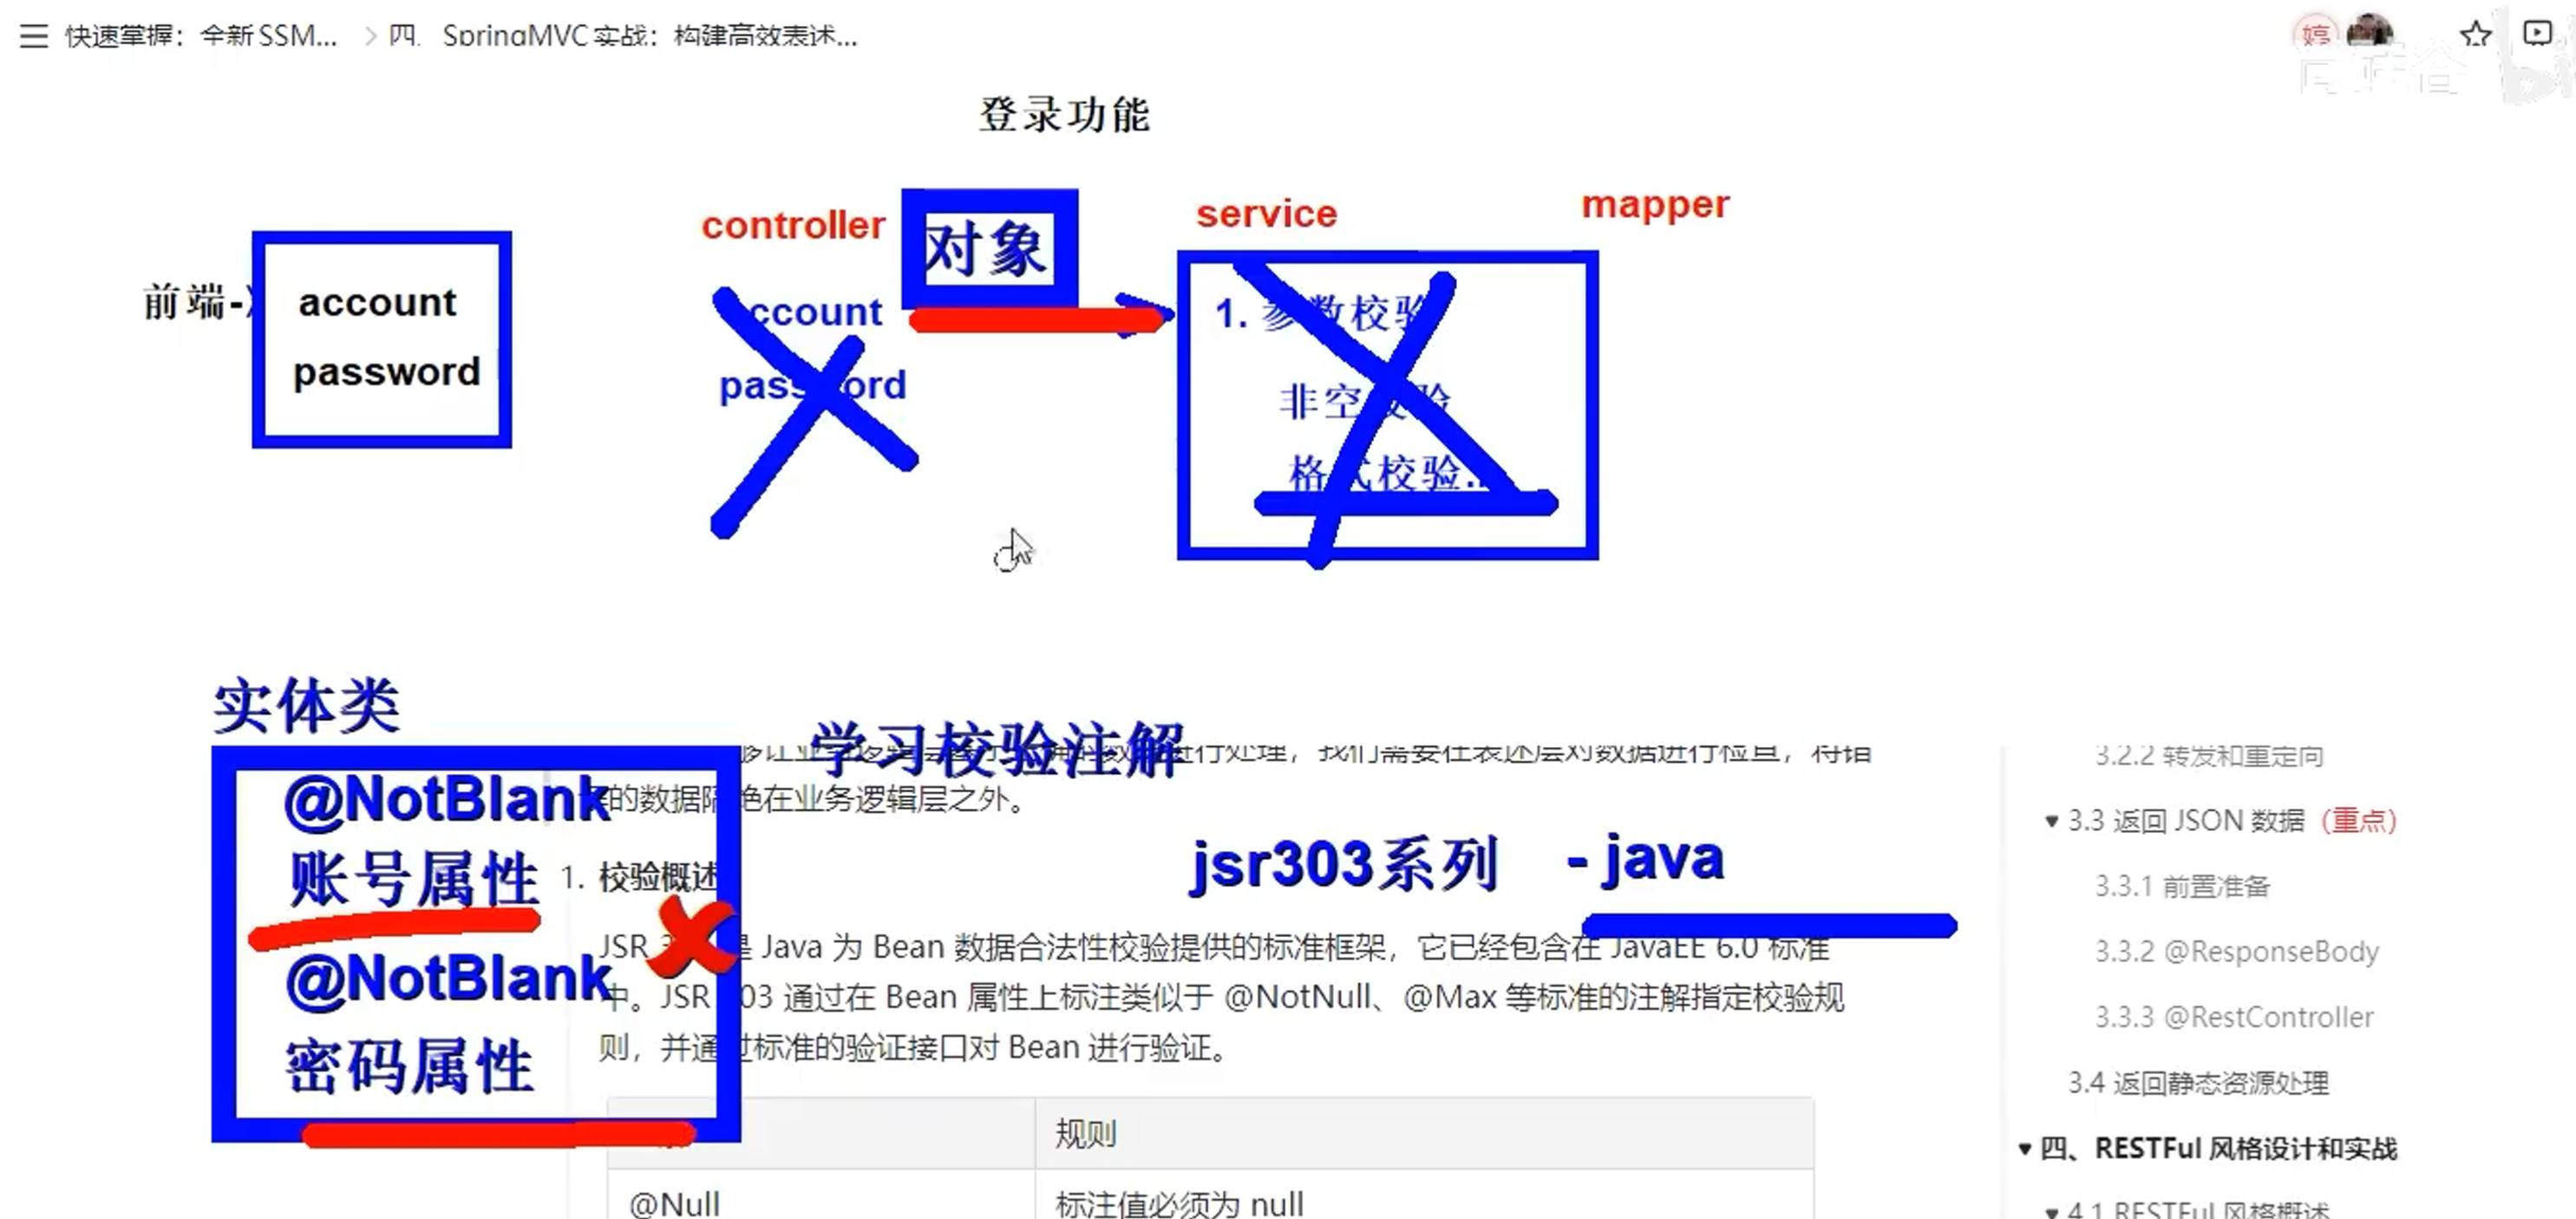 快速掌握：全新SSM... > 四. SpringMVC实战：构建高效表述...
婷
尚硅谷
登录功能
controller
对象
service
mapper
前端-
account
password
ccount
password
1. 参数校验
非空校验
格式校验..
实体类
学习校验注解
行处理，我们需要在表述层对数据进行检查，将错
的数据隔绝在业务逻辑层之外。
@NotBlank
账号属性
@NotBlank
密码属性
jsr303系列 - java
1. 校验概述
JSR 是 Java 为 Bean 数据合法性校验提供的标准框架，它已经包含在 JavaEE 6.0 标准
中。JSR 303 通过在 Bean 属性上标注类似于 @NotNull、@Max 等标准的注解指定校验规
则，并通过标准的验证接口对 Bean 进行验证。
规则
@Null 标注值必须为 null
3.2.2 转发和重定向
3.3 返回 JSON 数据（重点）
3.3.1 前置准备
3.3.2 @ResponseBody
3.3.3 @RestController
3.4 返回静态资源处理
四、RESTFul 风格设计和实战
4.1 RESTFul 风格概述